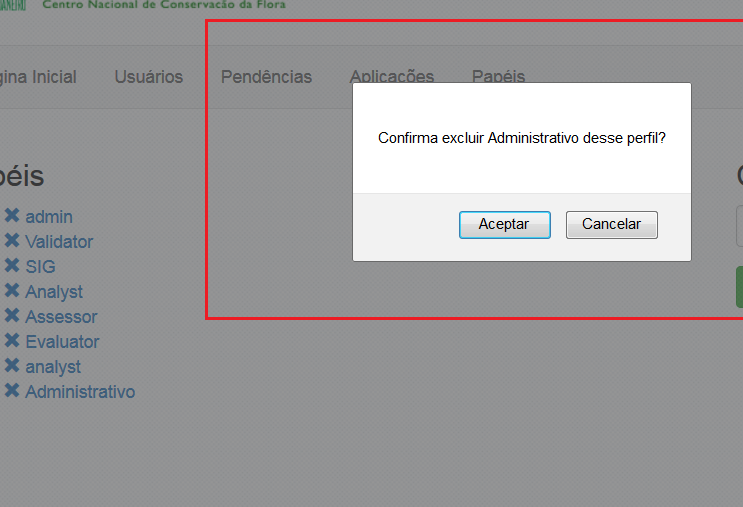 Centro Nacional de Conservacão da Flora
gina Inicial Usuários Pendências Aplicações Papéis
Confirma excluir Administrativo desse perfil?
Aceptar Cancelar
péis
admin
Validator
SIG
Analyst
Assessor
Evaluator
analyst
Administrativo